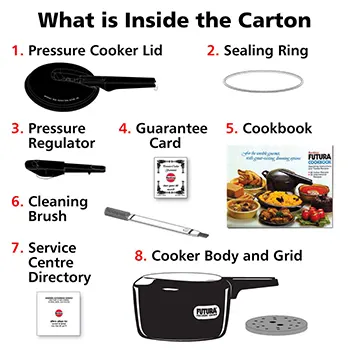 What is Inside the Carton
1. Pressure Cooker Lid
2. Sealing Ring
3. Pressure
Regulator
4. Guarantee
Card
5. Cookbook
FUTURA
COOKBOOK
6. Cleaning
Brush
7. Service
Centre
Directory
8. Cooker Body and Grid
FUTURA